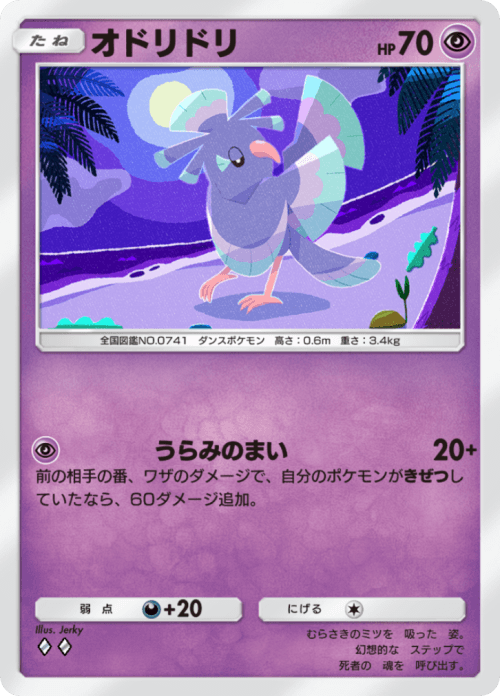 たね オドリドリ HP70
全国図鑑NO.0741 ダンスポケモン 高さ:0.6m 重さ:3.4kg
うらみのまい 20+
前の相手の番、ワザのダメージで、自分のポケモンがきぜつし
ていたなら、60ダメージ追加。
弱点 +20 にげる
Illus. Jerky
むらさきのミツを 吸った 姿。
幻想的な ステップで
死者の 魂を 呼び出す。